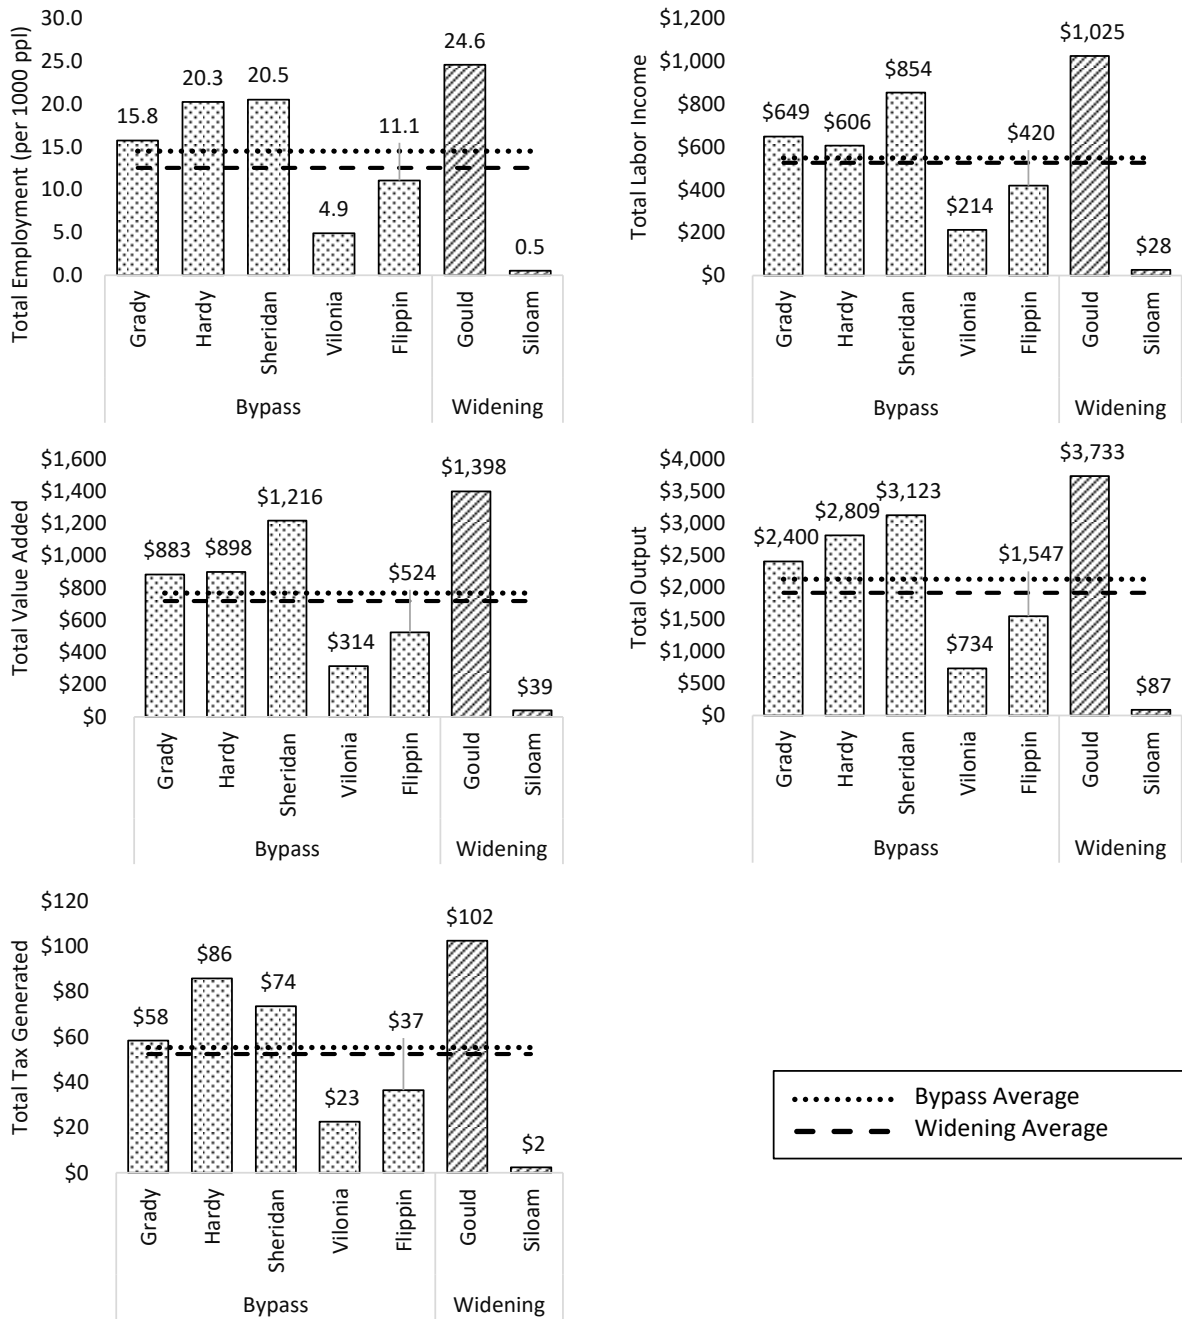 Total Employment (per 1000 ppl)
30.0
25.0
20.0
15.0
10.0
5.0
0.0
15.8
20.3
20.5
4.9
11.1
24.6
0.5
Grady
Hardy
Sheridan
Vilonia
Flippin
Gould
Siloam
Bypass
Widening
Total Labor Income
$1,200
$1,000
$800
$600
$400
$200
$0
$649
$606
$854
$214
$420
$1,025
$28
Grady
Hardy
Sheridan
Vilonia
Flippin
Gould
Siloam
Bypass
Widening
Total Value Added
$1,600
$1,400
$1,200
$1,000
$800
$600
$400
$200
$0
$883
$898
$1,216
$314
$524
$1,398
$39
Grady
Hardy
Sheridan
Vilonia
Flippin
Gould
Siloam
Bypass
Widening
Total Output
$4,000
$3,500
$3,000
$2,500
$2,000
$1,500
$1,000
$500
$0
$2,400
$2,809
$3,123
$734
$1,547
$3,733
$87
Grady
Hardy
Sheridan
Vilonia
Flippin
Gould
Siloam
Bypass
Widening
Total Tax Generated
$120
$100
$80
$60
$40
$20
$0
$58
$86
$74
$23
$37
$102
$2
Grady
Hardy
Sheridan
Vilonia
Flippin
Gould
Siloam
Bypass
Widening
Bypass Average
Widening Average